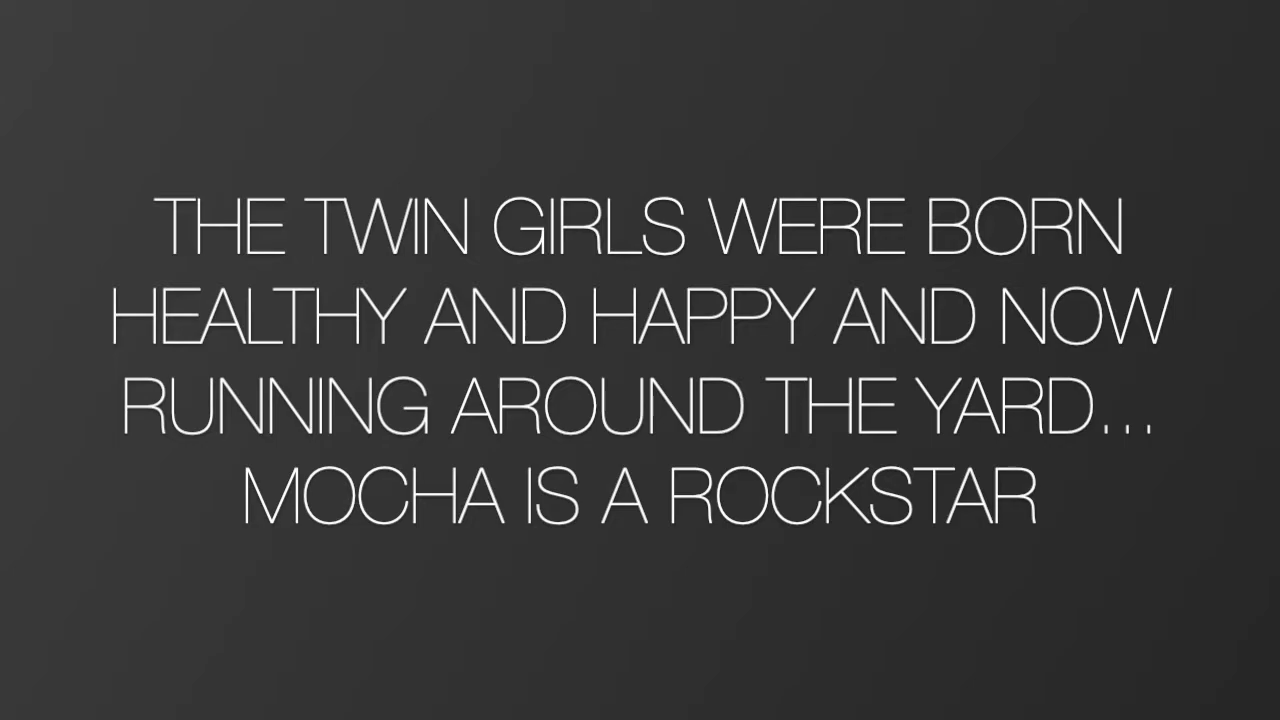 THE TWIN GIRLS WERE BORN
HEALTHY AND HAPPY AND NOW
RUNNING AROUND THE YARD...
MOCHA IS A ROCKSTAR